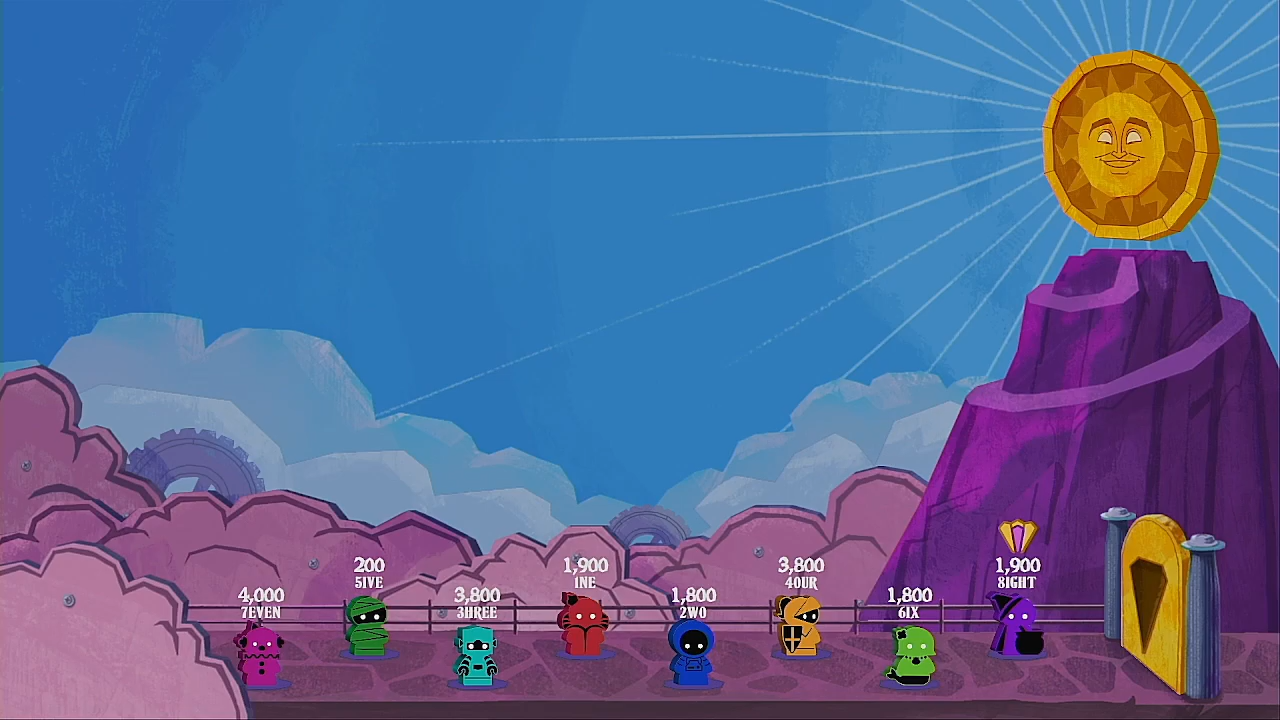 4,000
7EVEN
200
5IVE
3,800
3HREE
1,900
1NE
1,800
2WO
3,800
4OUR
1,800
6IX
1,900
8IGHT